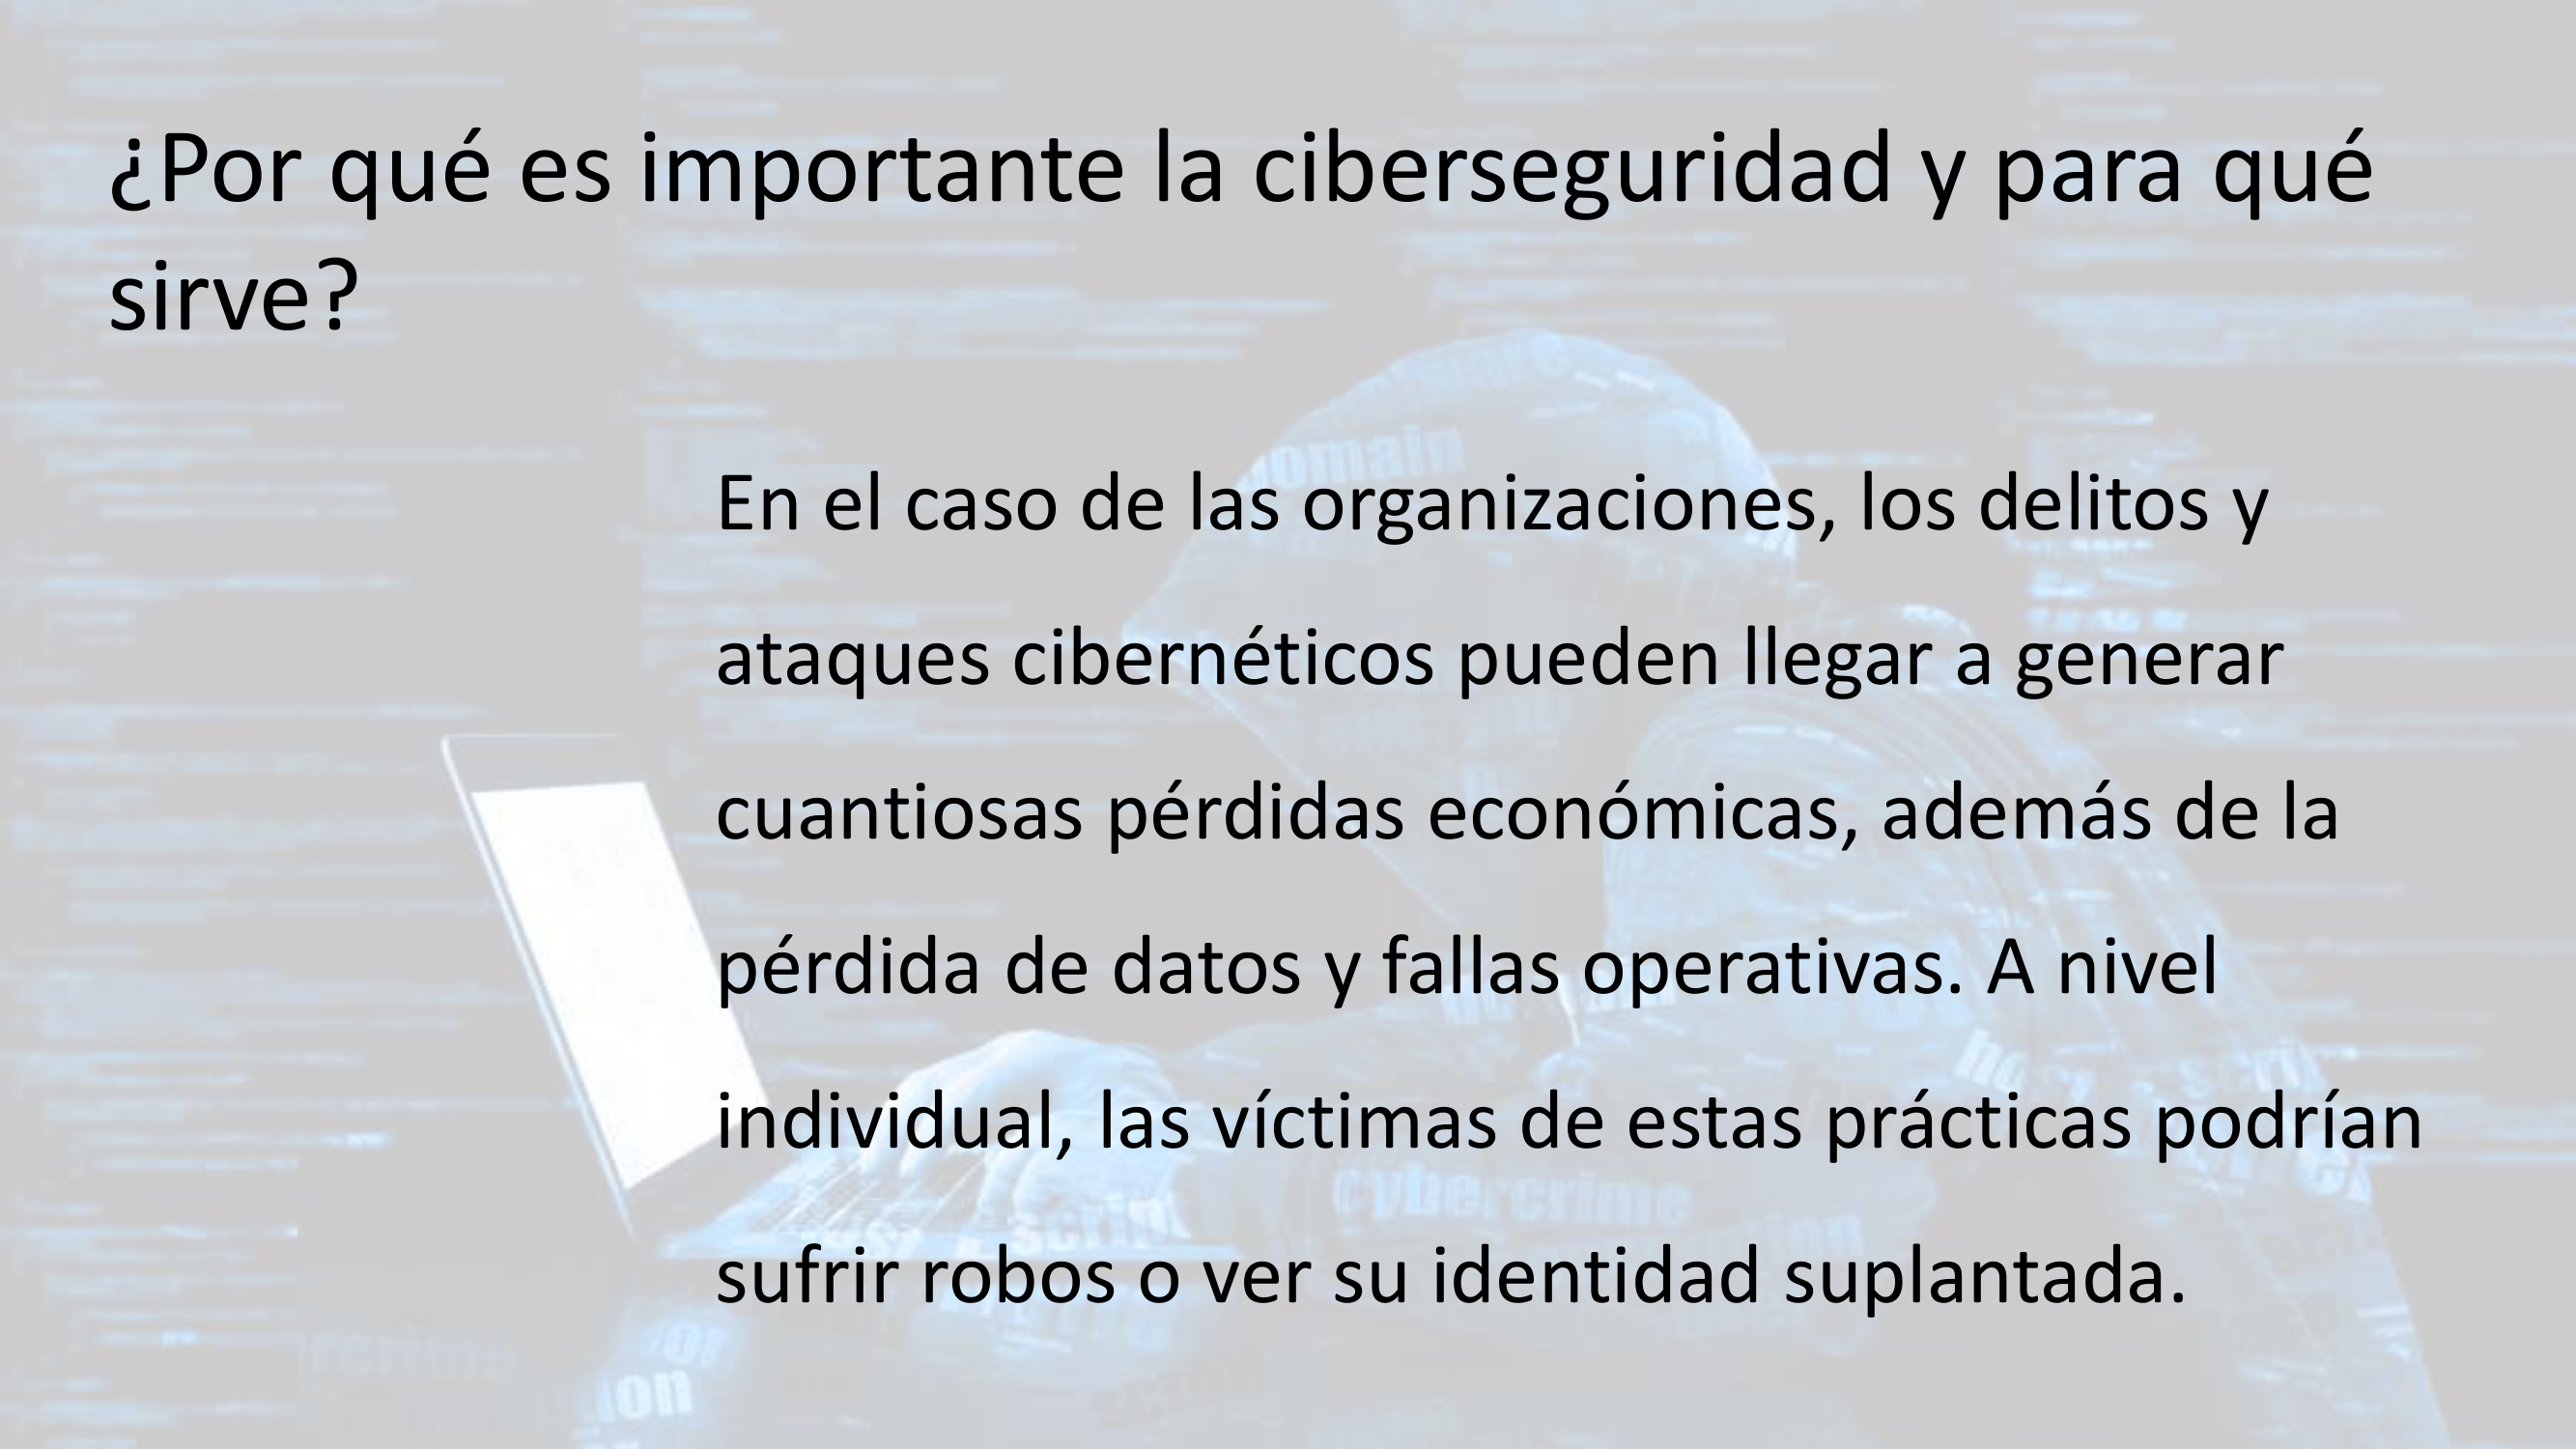 ¿Por qué es importante la ciberseguridad y para qué
sirve?
domain
En el caso de las organizaciones, los delitos y
ataques cibernéticos pueden llegar a generar
cuantiosas pérdidas económicas, además de la
pérdida de datos y fallas operativas. A nivel
individual, las víctimas de estas prácticas podrían
cybercrime
sufrir robos o ver su identidad suplantada.